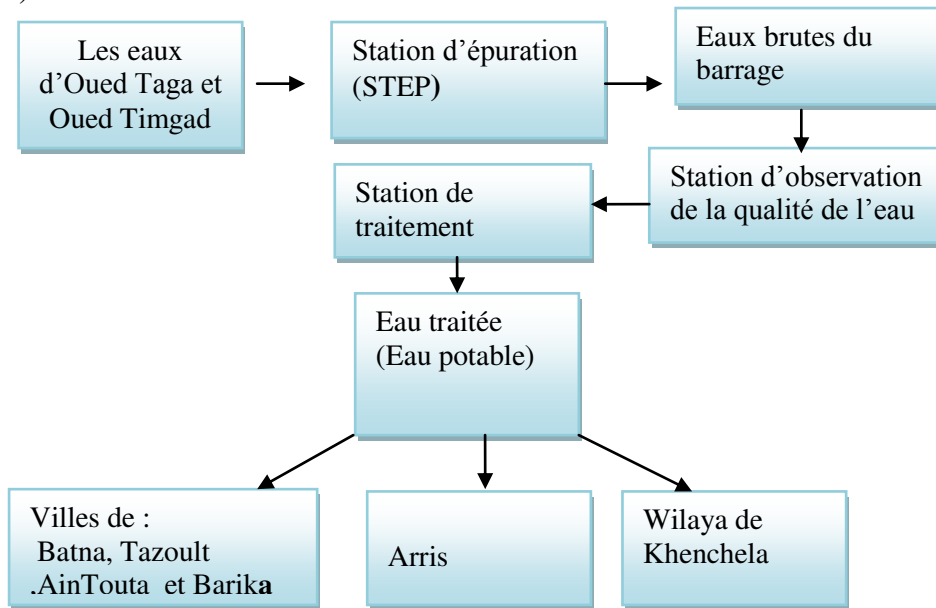 Les eaux
d’Oued Taga et
Oued Timgad
Station d’épuration
(STEP)
Eaux brutes du
barrage
Station d’observation
de la qualité de l’eau
Station de
traitement
Eau traitée
(Eau potable)
Villes de :
Batna, Tazoult
.AinTouta et Barika
Arris
Wilaya de
Khenchela